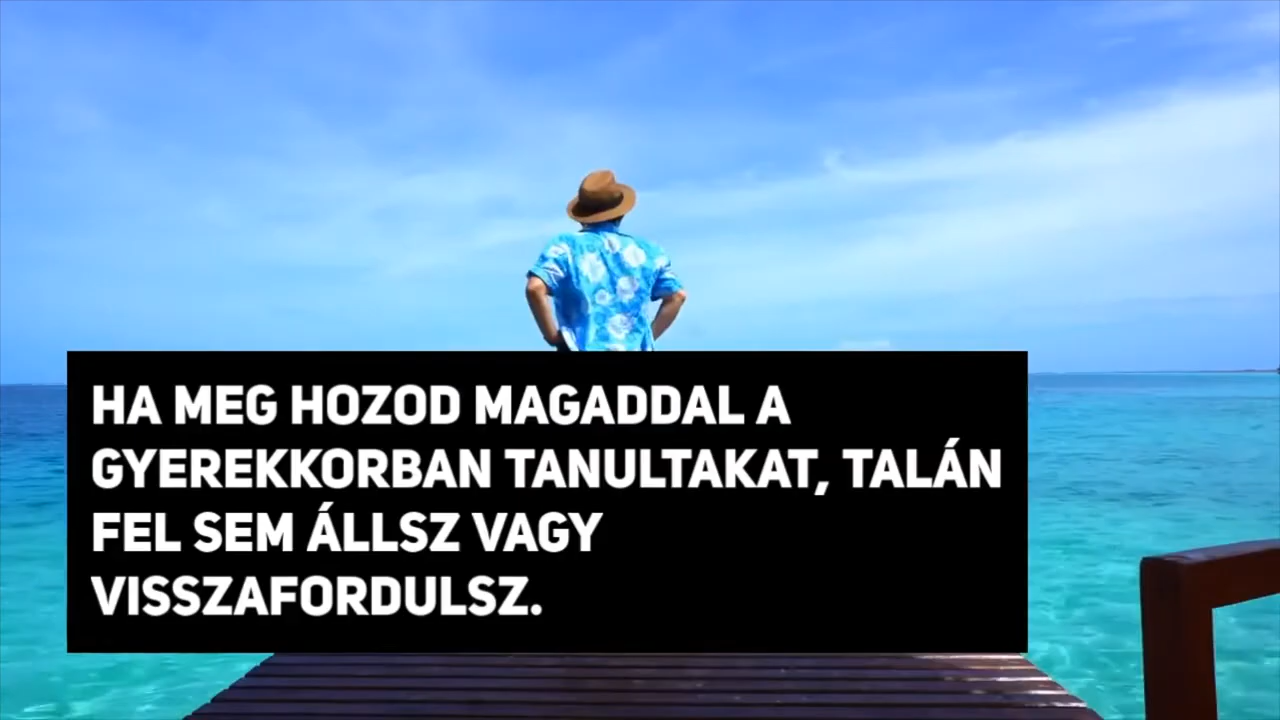 HA MEG HOZOD MAGADDAL A
GYEREKKORBAN TANULTAKAT, TALÁN
FEL SEM ÁLLSZ VAGY
VISSZAFORDULSZ.